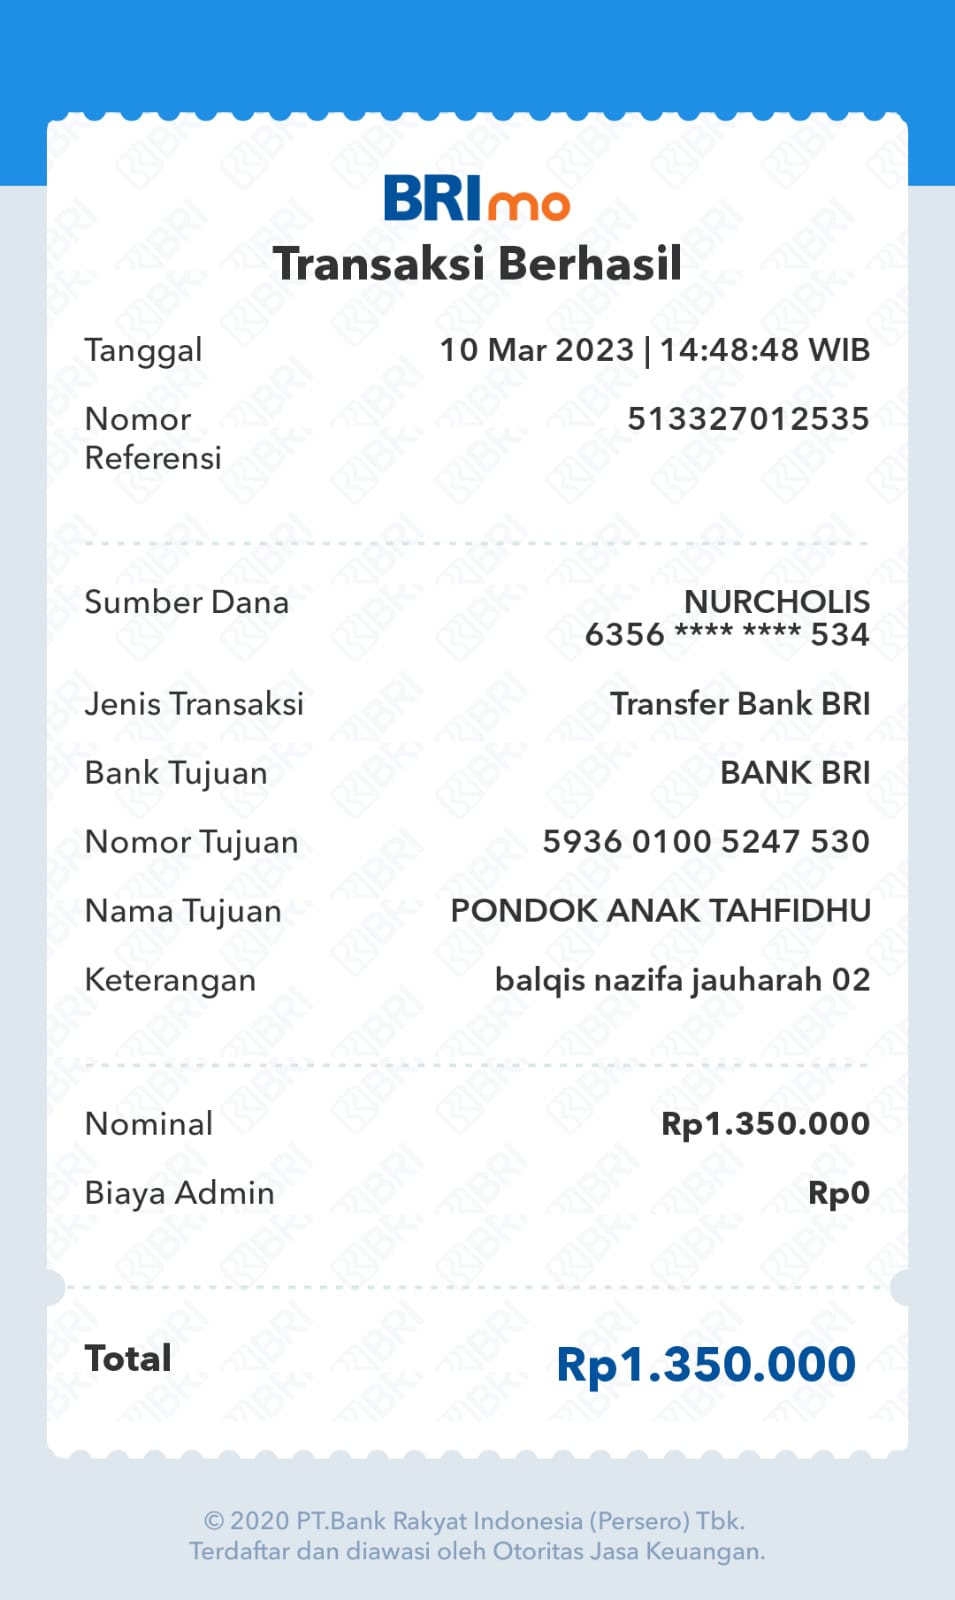 BRImo
Transaksi Berhasil
Tanggal 10 Mar 2023 | 14:48:48 WIB
Nomor 513327012535
Referensi
Sumber Dana NURCHOLIS
6356 **** **** 534
Jenis Transaksi Transfer Bank BRI
Bank Tujuan BANK BRI
Nomor Tujuan 5936 0100 5247 530
Nama Tujuan PONDOK ANAK TAHFIDHU
Keterangan balqis nazifa jauharah 02
Nominal Rp1.350.000
Biaya Admin Rp0
Total Rp1.350.000
© 2020 PT.Bank Rakyat Indonesia (Persero) Tbk.
Terdaftar dan diawasi oleh Otoritas Jasa Keuangan.